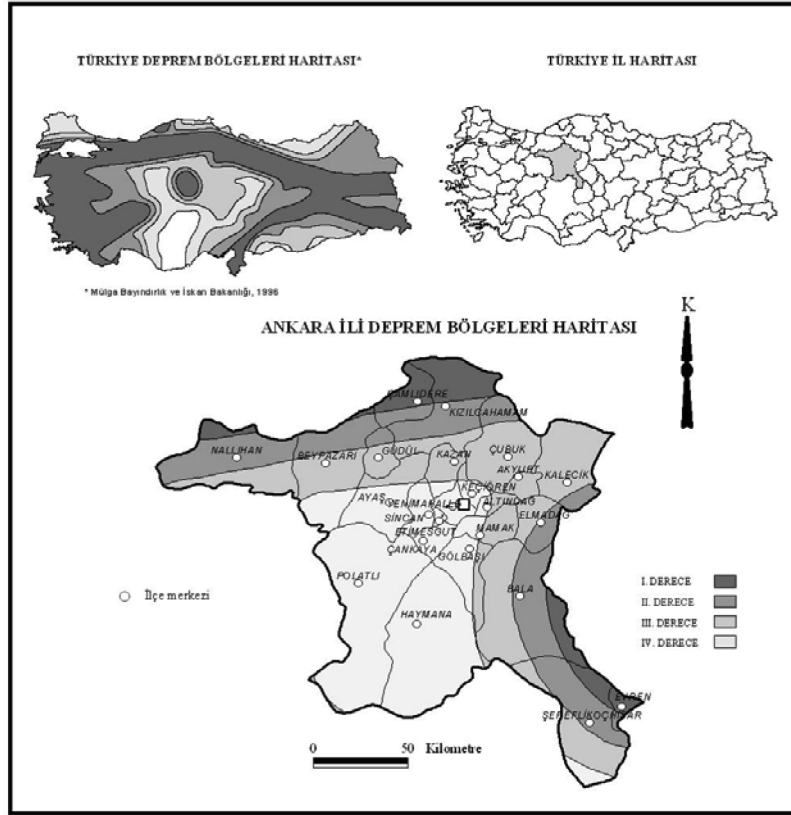 TÜRKİYE DEPREM BÖLGELERİ HARİTASI*
TÜRKİYE İL HARİTASI
* Mülga Bayındırlık ve İskan Bakanlığı, 1996
K
ANKARA İLİ DEPREM BÖLGELERİ HARİTASI
ÇAMLIDERE
KIZILCAHAMAM
NALLIHAN
BEYPAZARI
GÜDÜL
KAZAN
ÇUBUK
AKYURT
KALECİK
KEÇİÖREN
AYAŞ
YENİMAHALLE
ALTINDAĞ
SİNCAN
ELMADAĞ
ETİMESGUT
MAMAK
ÇANKAYA
GÖLBAŞI
POLATLI
BALA
HAYMANA
İlçe merkezi
I. DERECE
II. DERECE
III. DERECE
IV. DERECE
EVREN
ŞEREFLİKOÇHİSAR
0 50 Kilometre